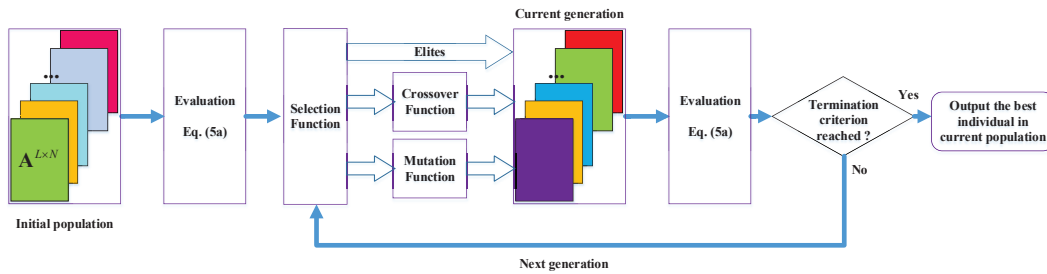 ...
A^{L×N}
Initial population
Evaluation
Eq. (5a)
Selection
Function
Elites
Crossover
Function
Mutation
Function
Current generation
...
Evaluation
Eq. (5a)
Termination
criterion
reached ?
Yes
No
Output the best
individual in
current population
Next generation